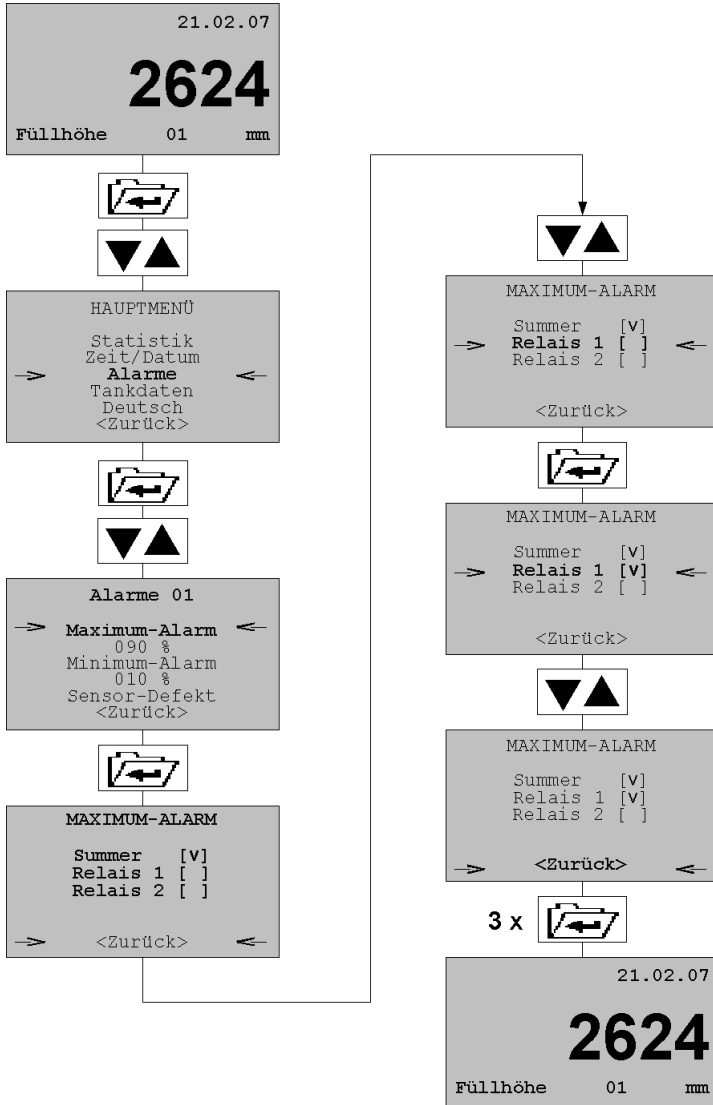 21.02.07
2624
Füllhöhe 01 mm
HAUPTMENÜ
Statistik
Zeit/Datum
Alarme
Tankdaten
Deutsch
<Zurück>
Alarme 01
Maximum-Alarm
090 %
Minimum-Alarm
010 %
Sensor-Defekt
<Zurück>
MAXIMUM-ALARM
Summer [V]
Relais 1 [ ]
Relais 2 [ ]
<Zurück>
MAXIMUM-ALARM
Summer [V]
Relais 1 [ ]
Relais 2 [ ]
<Zurück>
MAXIMUM-ALARM
Summer [V]
Relais 1 [V]
Relais 2 [ ]
<Zurück>
MAXIMUM-ALARM
Summer [V]
Relais 1 [V]
Relais 2 [ ]
<Zurück>
3 x
21.02.07
2624
Füllhöhe 01 mm